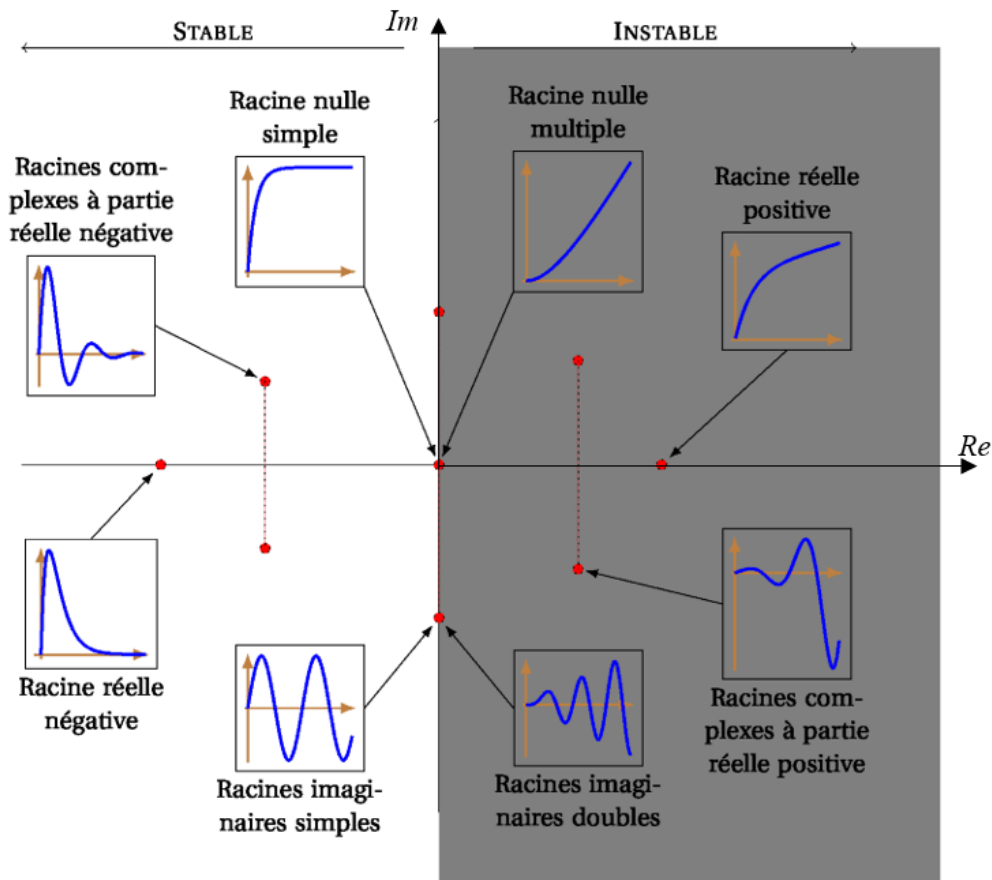 STABLE
Im
INSTABLE
Racine nulle
simple
Racine nulle
multiple
Racines com-
plexes à partie
réelle négative
Racine réelle
positive
Re
Racine réelle
négative
Racines imagi-
naires simples
Racines imagi-
naires doubles
Racines com-
plexes à partie
réelle positive